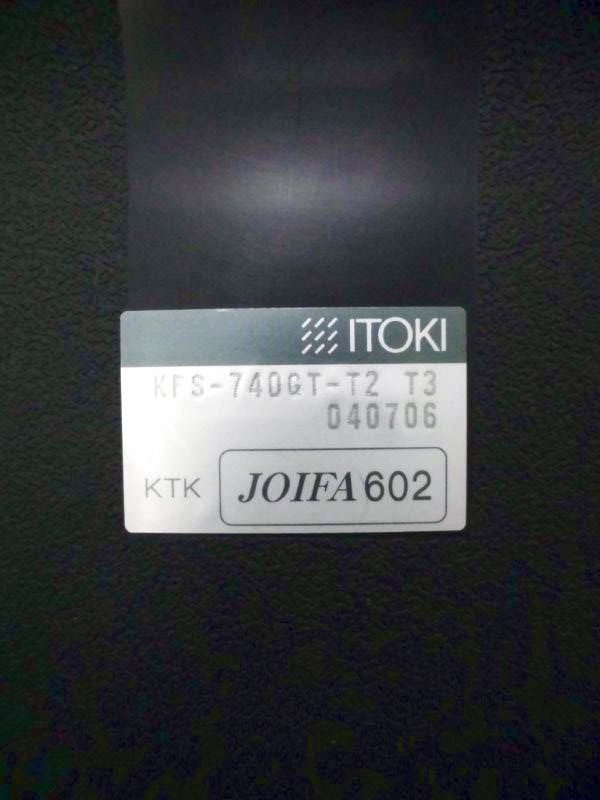 ITOKI
KFS-740GT-T2 T3
040706
KTK JOIFA602